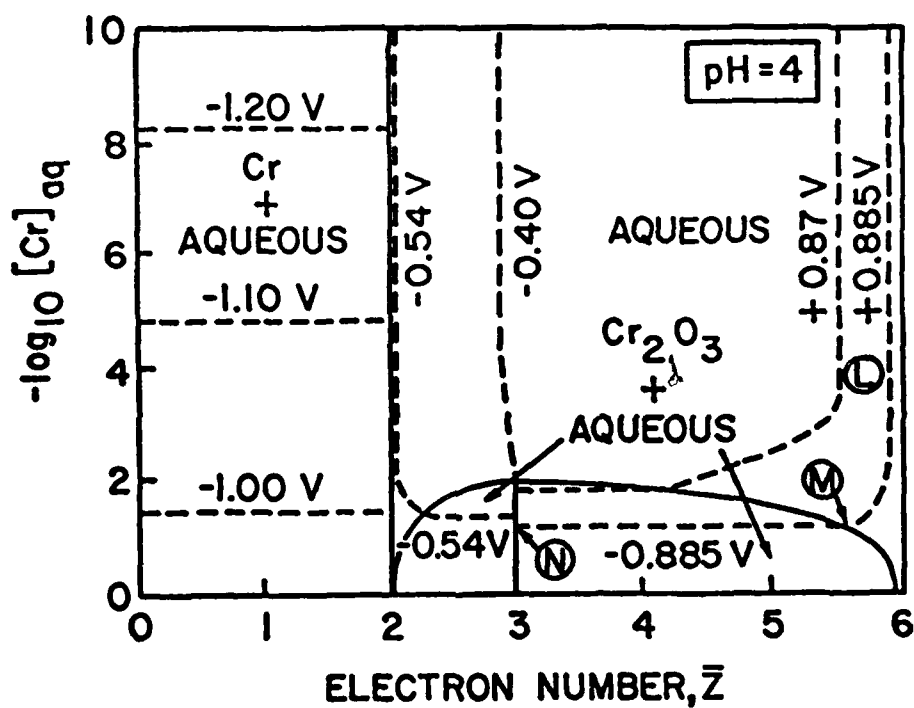 10
8
6
4
2
0
-log10 [Cr]aq
pH = 4
-1.20 V
Cr
+
AQUEOUS
-1.10 V
-1.00 V
-0.54 V
-0.40 V
AQUEOUS
+0.87 V
+0.885 V
Cr2O3
+
AQUEOUS
L
M
-0.54V
N
-0.885 V
0 1 2 3 4 5 6
ELECTRON NUMBER, Z̅